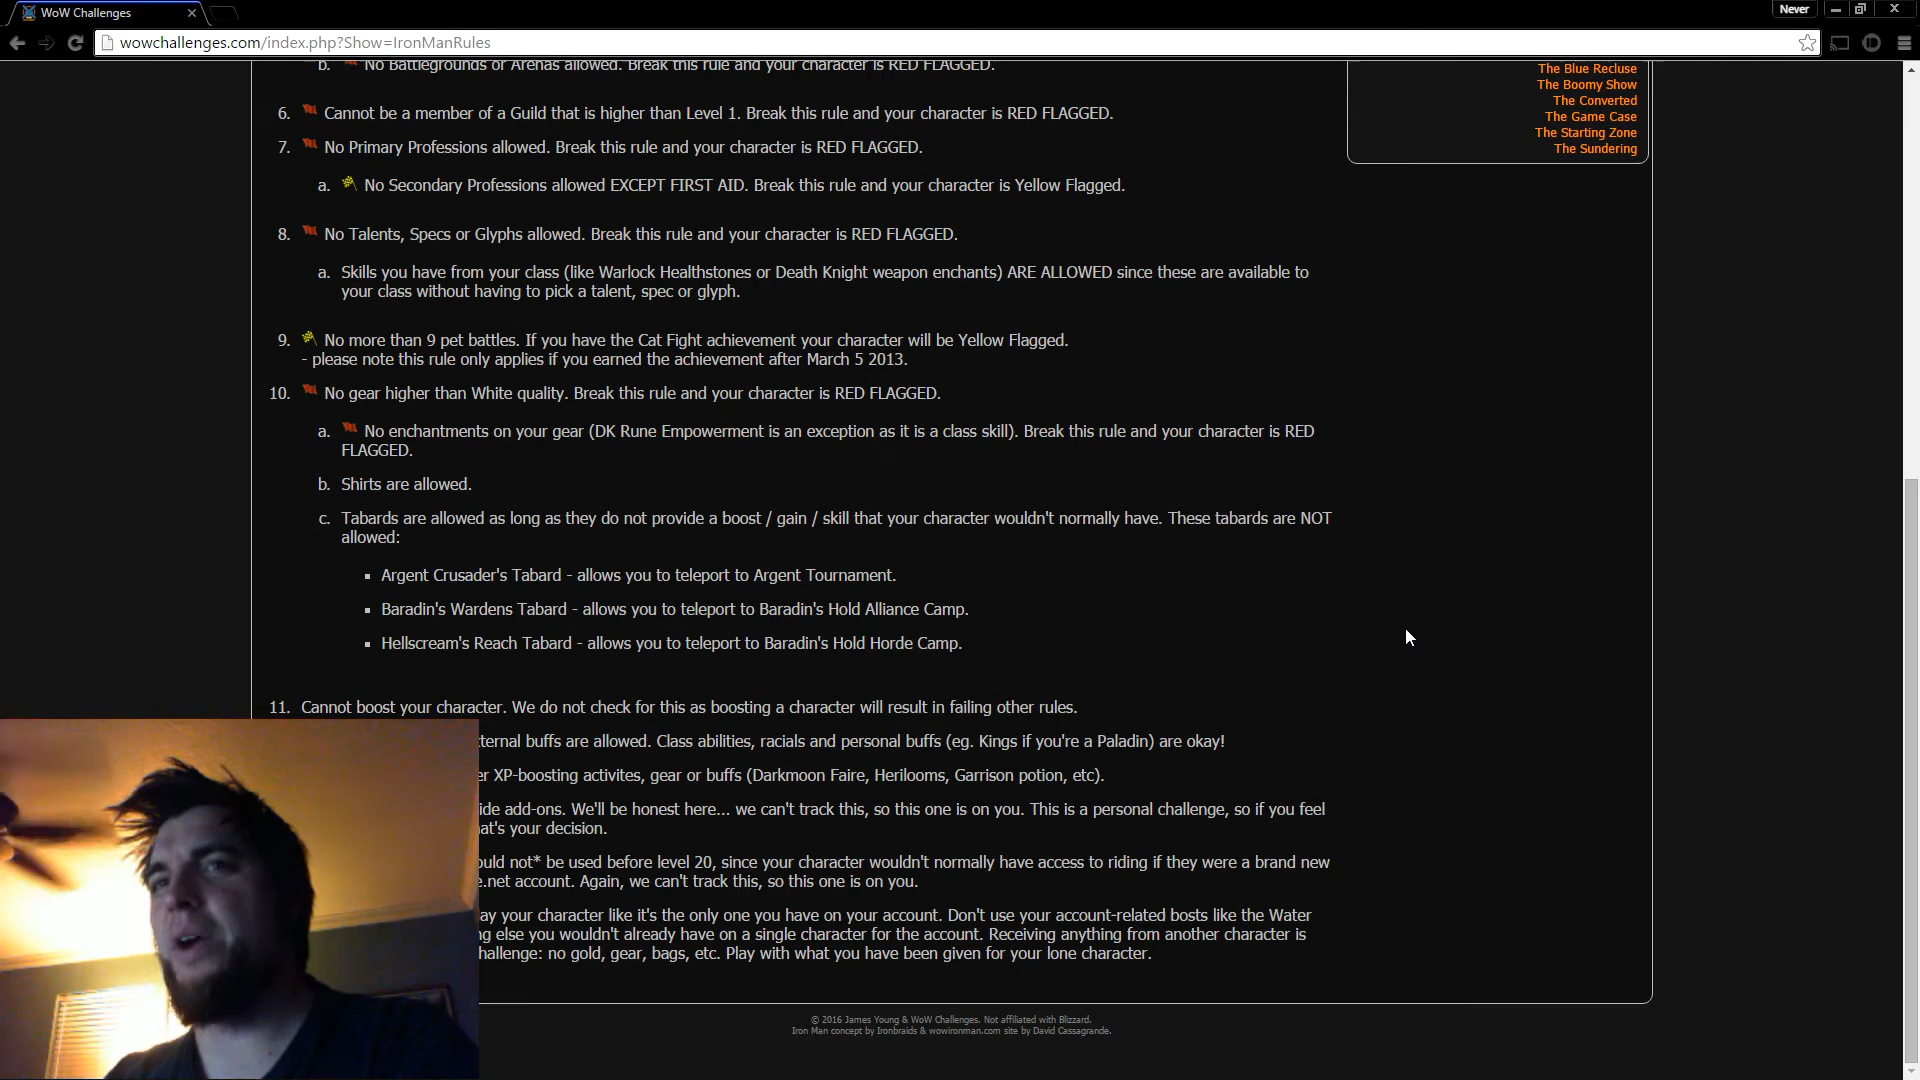 WoW Challenges
Never
wowchallenges.com/index.php?Show=IronManRules
b. No Battlegrounds or Arenas allowed. Break this rule and your character is RED FLAGGED.
The Blue Recluse
The Boomy Show
The Converted
The Game Case
The Starting Zone
The Sundering
6. Cannot be a member of a Guild that is higher than Level 1. Break this rule and your character is RED FLAGGED.
7. No Primary Professions allowed. Break this rule and your character is RED FLAGGED.
a. No Secondary Professions allowed EXCEPT FIRST AID. Break this rule and your character is Yellow Flagged.
8. No Talents, Specs or Glyphs allowed. Break this rule and your character is RED FLAGGED.
a. Skills you have from your class (like Warlock Healthstones or Death Knight weapon enchants) ARE ALLOWED since these are available to
your class without having to pick a talent, spec or glyph.
9. No more than 9 pet battles. If you have the Cat Fight achievement your character will be Yellow Flagged.
- please note this rule only applies if you earned the achievement after March 5 2013.
10. No gear higher than White quality. Break this rule and your character is RED FLAGGED.
a. No enchantments on your gear (DK Rune Empowerment is an exception as it is a class skill). Break this rule and your character is RED
FLAGGED.
b. Shirts are allowed.
c. Tabards are allowed as long as they do not provide a boost / gain / skill that your character wouldn't normally have. These tabards are NOT
allowed:
▪ Argent Crusader's Tabard - allows you to teleport to Argent Tournament.
▪ Baradin's Wardens Tabard - allows you to teleport to Baradin's Hold Alliance Camp.
▪ Hellscream's Reach Tabard - allows you to teleport to Baradin's Hold Horde Camp.
11. Cannot boost your character. We do not check for this as boosting a character will result in failing other rules.
ternal buffs are allowed. Class abilities, racials and personal buffs (eg. Kings if you're a Paladin) are okay!
er XP-boosting activites, gear or buffs (Darkmoon Faire, Herilooms, Garrison potion, etc).
ide add-ons. We'll be honest here... we can't track this, so this one is on you. This is a personal challenge, so if you feel
at's your decision.
ould not* be used before level 20, since your character wouldn't normally have access to riding if they were a brand new
e.net account. Again, we can't track this, so this one is on you.
lay your character like it's the only one you have on your account. Don't use your account-related bosts like the Water
ng else you wouldn't already have on a single character for the account. Receiving anything from another character is
hallenge: no gold, gear, bags, etc. Play with what you have been given for your lone character.
© 2016 James Young & WoW Challenges. Not affiliated with Blizzard.
Iron Man concept by Ironbraids & wowironman.com site by David Cassagrande.